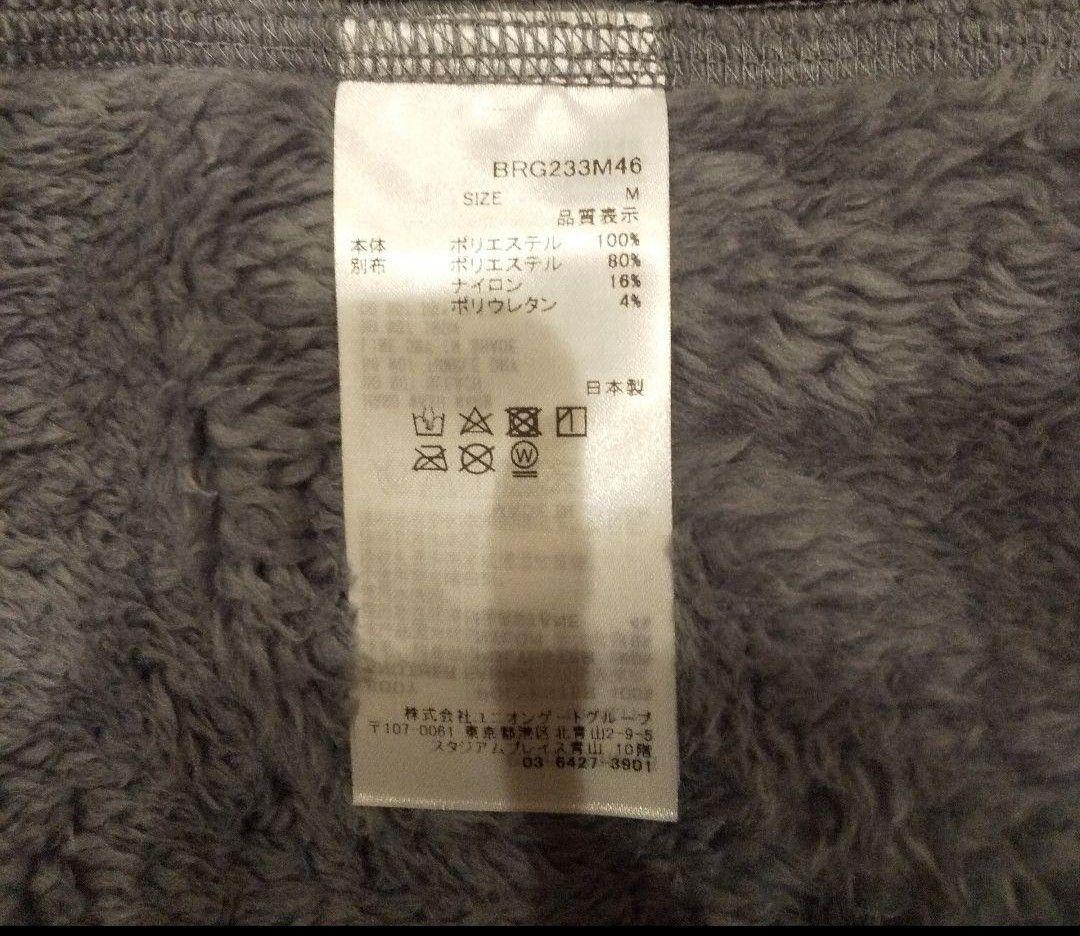 BRG233M46
SIZE M
品質表示
本体 ポリエステル 100%
別布 ポリエステル 80%
ナイロン 16%
ポリウレタン 4%
日本製
W
株式会社ユニオンゲートグループ
〒107-0061 東京都港区北青山2-9-5
スタジアムプレイス青山 10階
03-6427-3901